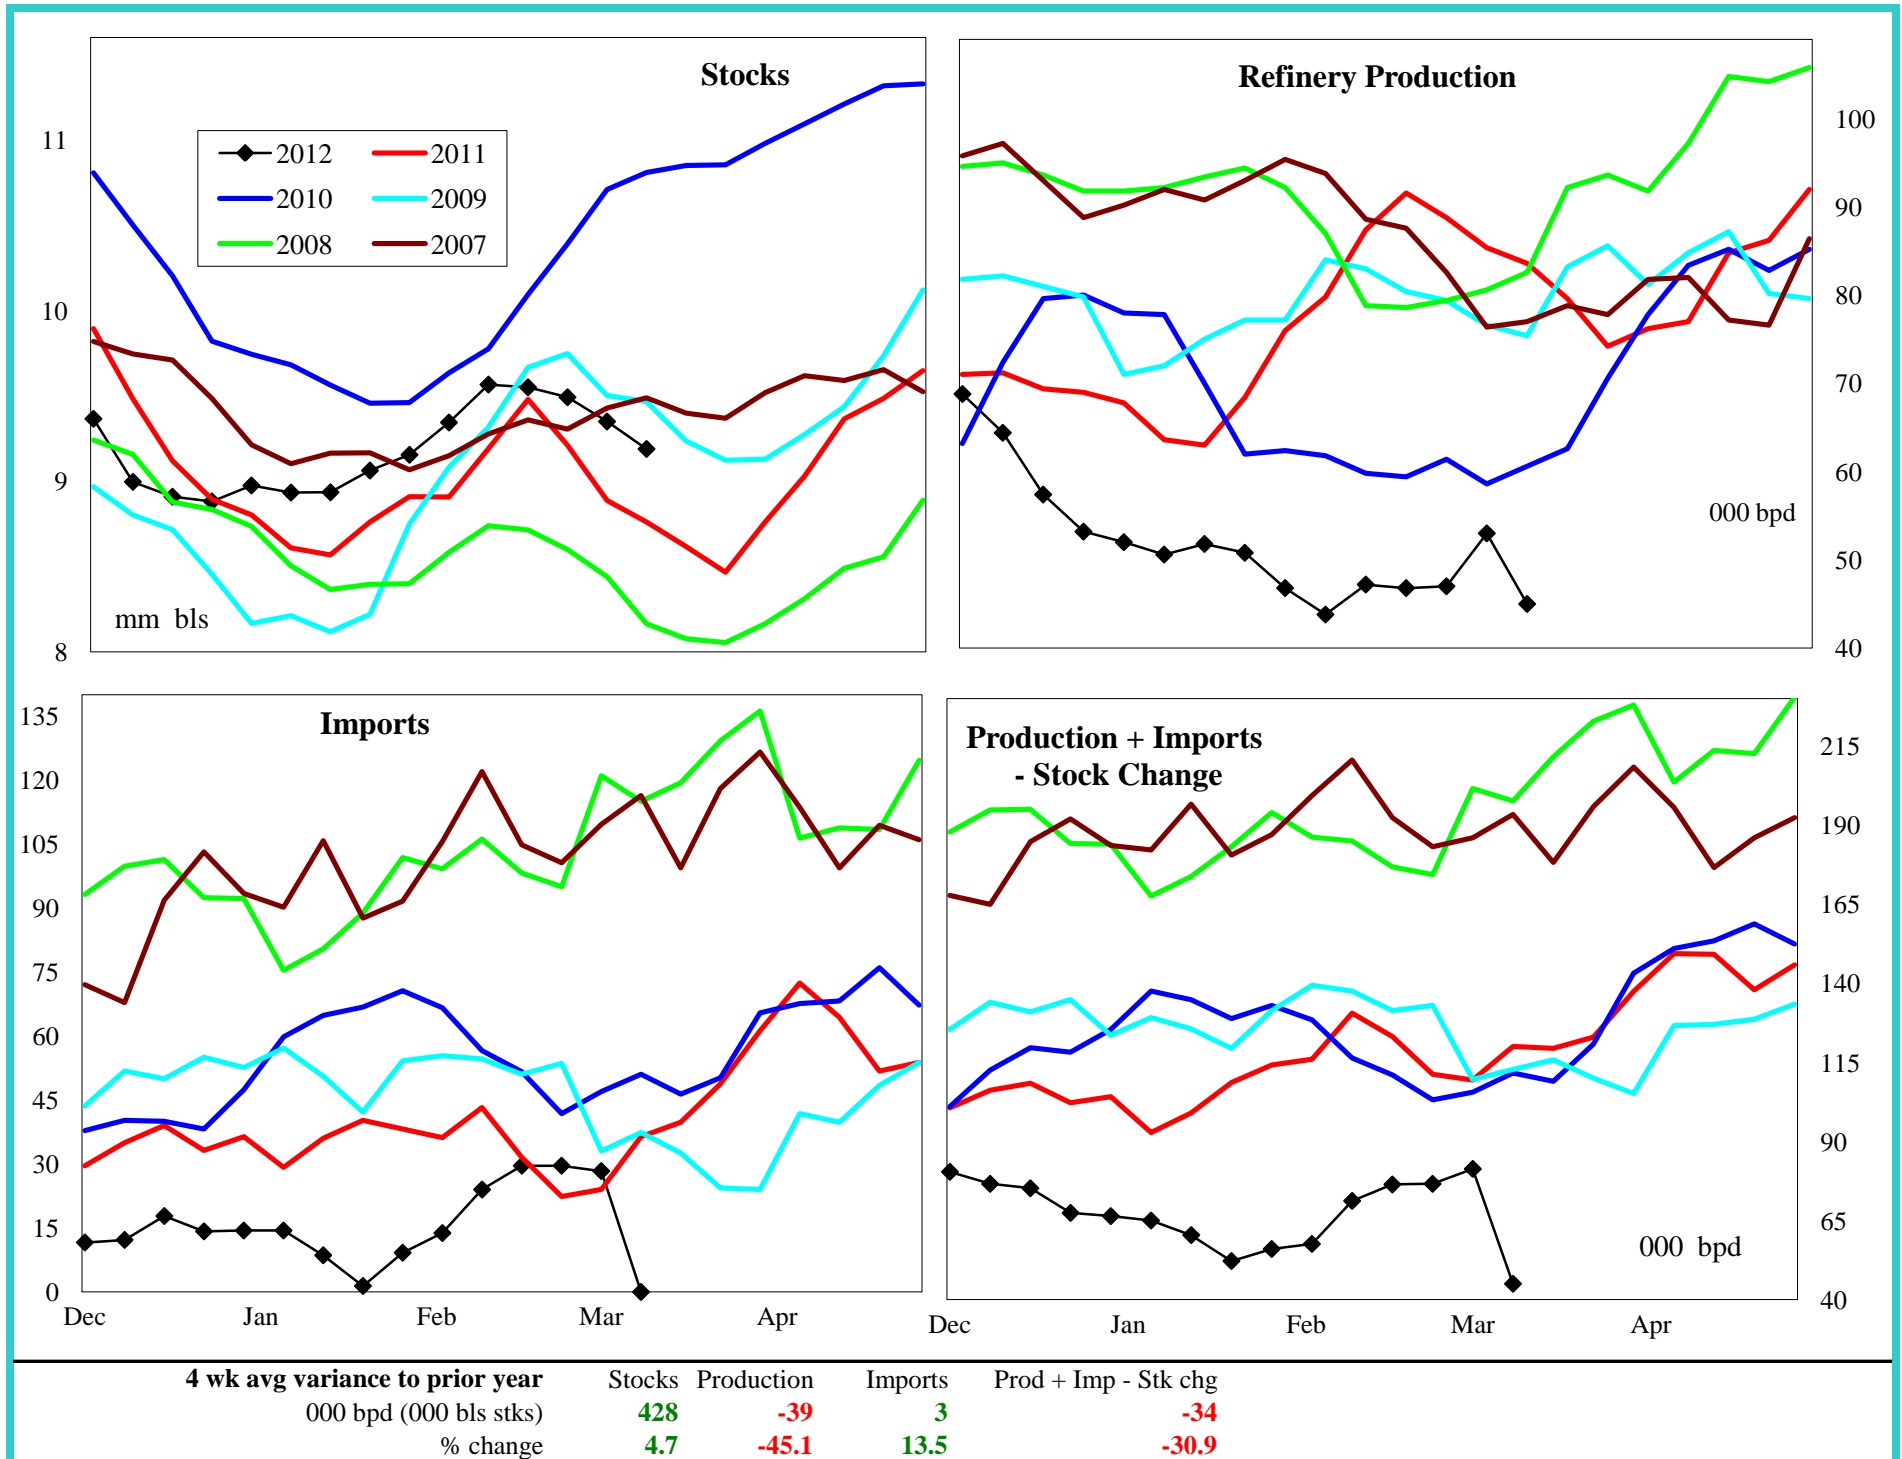 Stocks
11
10
9
8
2012 2011
2010 2009
2008 2007
mm bls
Refinery Production
100
90
80
70
60
50
40
000 bpd
Imports
135
120
105
90
75
60
45
30
15
0
Dec Jan Feb Mar Apr
Production + Imports
- Stock Change
215
190
165
140
115
90
65
40
000 bpd
Dec Jan Feb Mar Apr
4 wk avg variance to prior year Stocks Production Imports Prod + Imp - Stk chg
000 bpd (000 bls stks) 428 -39 3 -34
% change 4.7 -45.1 13.5 -30.9